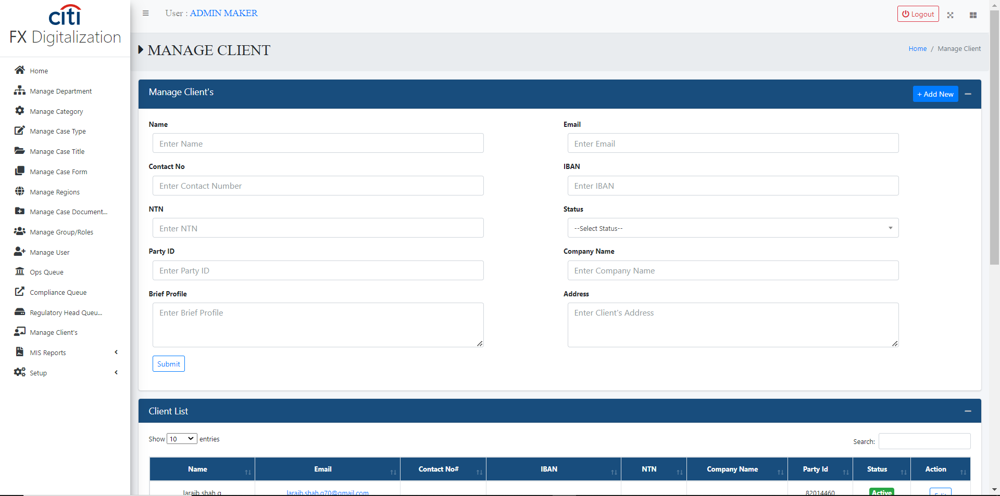 citi
FX Digitalization
User : ADMIN MAKER
Logout
MANAGE CLIENT
Home / Manage Client
Home
Manage Department
Manage Category
Manage Case Type
Manage Case Title
Manage Case Form
Manage Regions
Manage Case Document...
Manage Group/Roles
Manage User
Ops Queue
Compliance Queue
Regulatory Head Queu...
Manage Client's
MIS Reports
Setup
Manage Client's
+ Add New
Name
Email
Enter Name
Enter Email
Contact No
IBAN
Enter Contact Number
Enter IBAN
NTN
Status
Enter NTN
--Select Status--
Party ID
Company Name
Enter Party ID
Enter Company Name
Brief Profile
Address
Enter Brief Profile
Enter Client's Address
Submit
Client List
Show 10 entries
Search:
Name Email Contact No# IBAN NTN Company Name Party Id Status Action
laraib.shah.g laraib.shah.g70@gmail.com 82014460 Active Edit